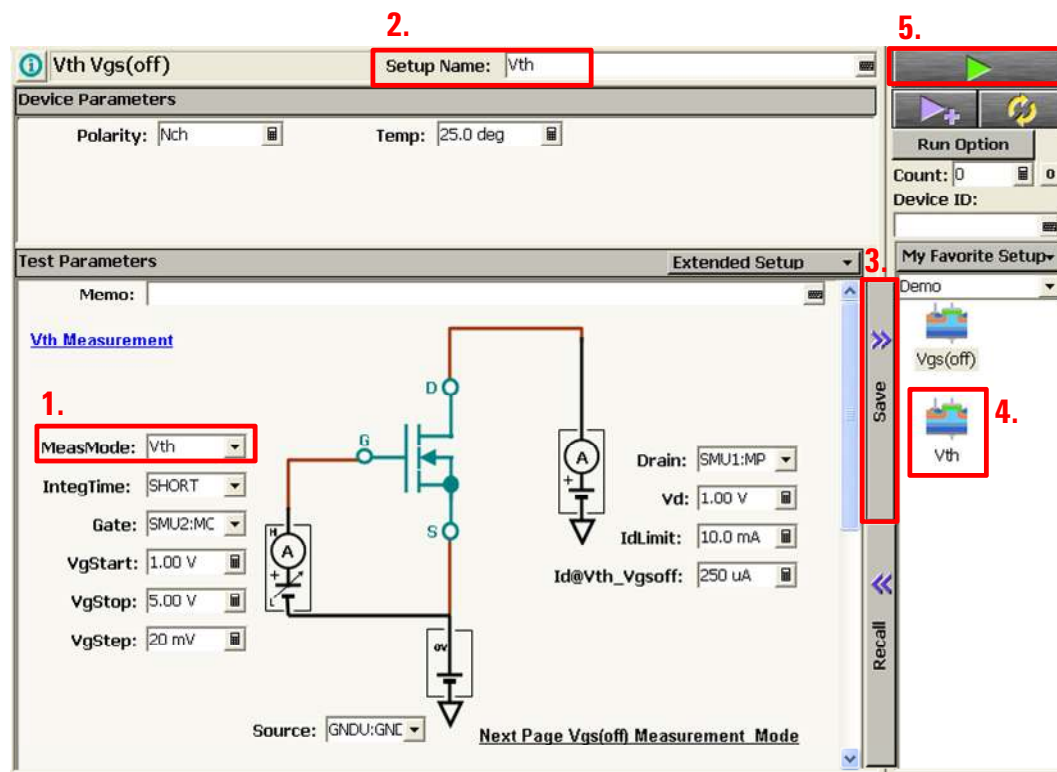 2.
5.
Vth Vgs(off)
Setup Name: Vth
Device Parameters
Polarity: Nch
Temp: 25.0 deg
Run Option
Count: 0
0
Device ID:
Test Parameters
Extended Setup
3.
My Favorite Setup
Demo
Memo:
Vth Measurement
Vgs(off)
Save
1.
4.
Vth
MeasMode: Vth
IntegTime: SHORT
Gate: SMU2:MC
VgStart: 1.00 V
VgStop: 5.00 V
VgStep: 20 mV
D
G
S
H
A
+
L
0V
A
+
Drain: SMU1:MP
Vd: 1.00 V
IdLimit: 10.0 mA
Id@Vth_Vgsoff: 250 uA
Recall
Source: GNDU:GND
Next Page Vgs(off) Measurement Mode